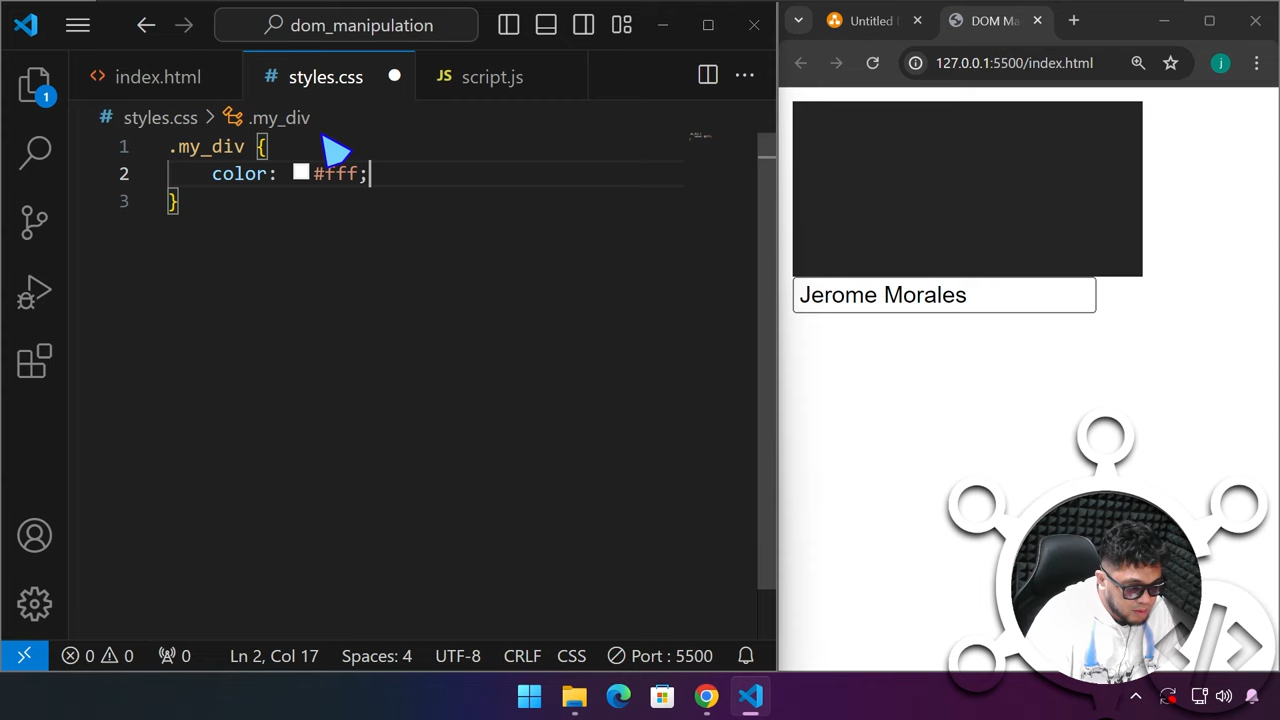 dom_manipulation
Untitled
DOM Ma
index.html
# styles.css
JS script.js
127.0.0.1:5500/index.html
j
# styles.css > .my_div
1 .my_div {
2 color: #fff;
3 }
1
Jerome Morales
0 0 0
Ln 2, Col 17
Spaces: 4
UTF-8
CRLF
CSS
Port : 5500